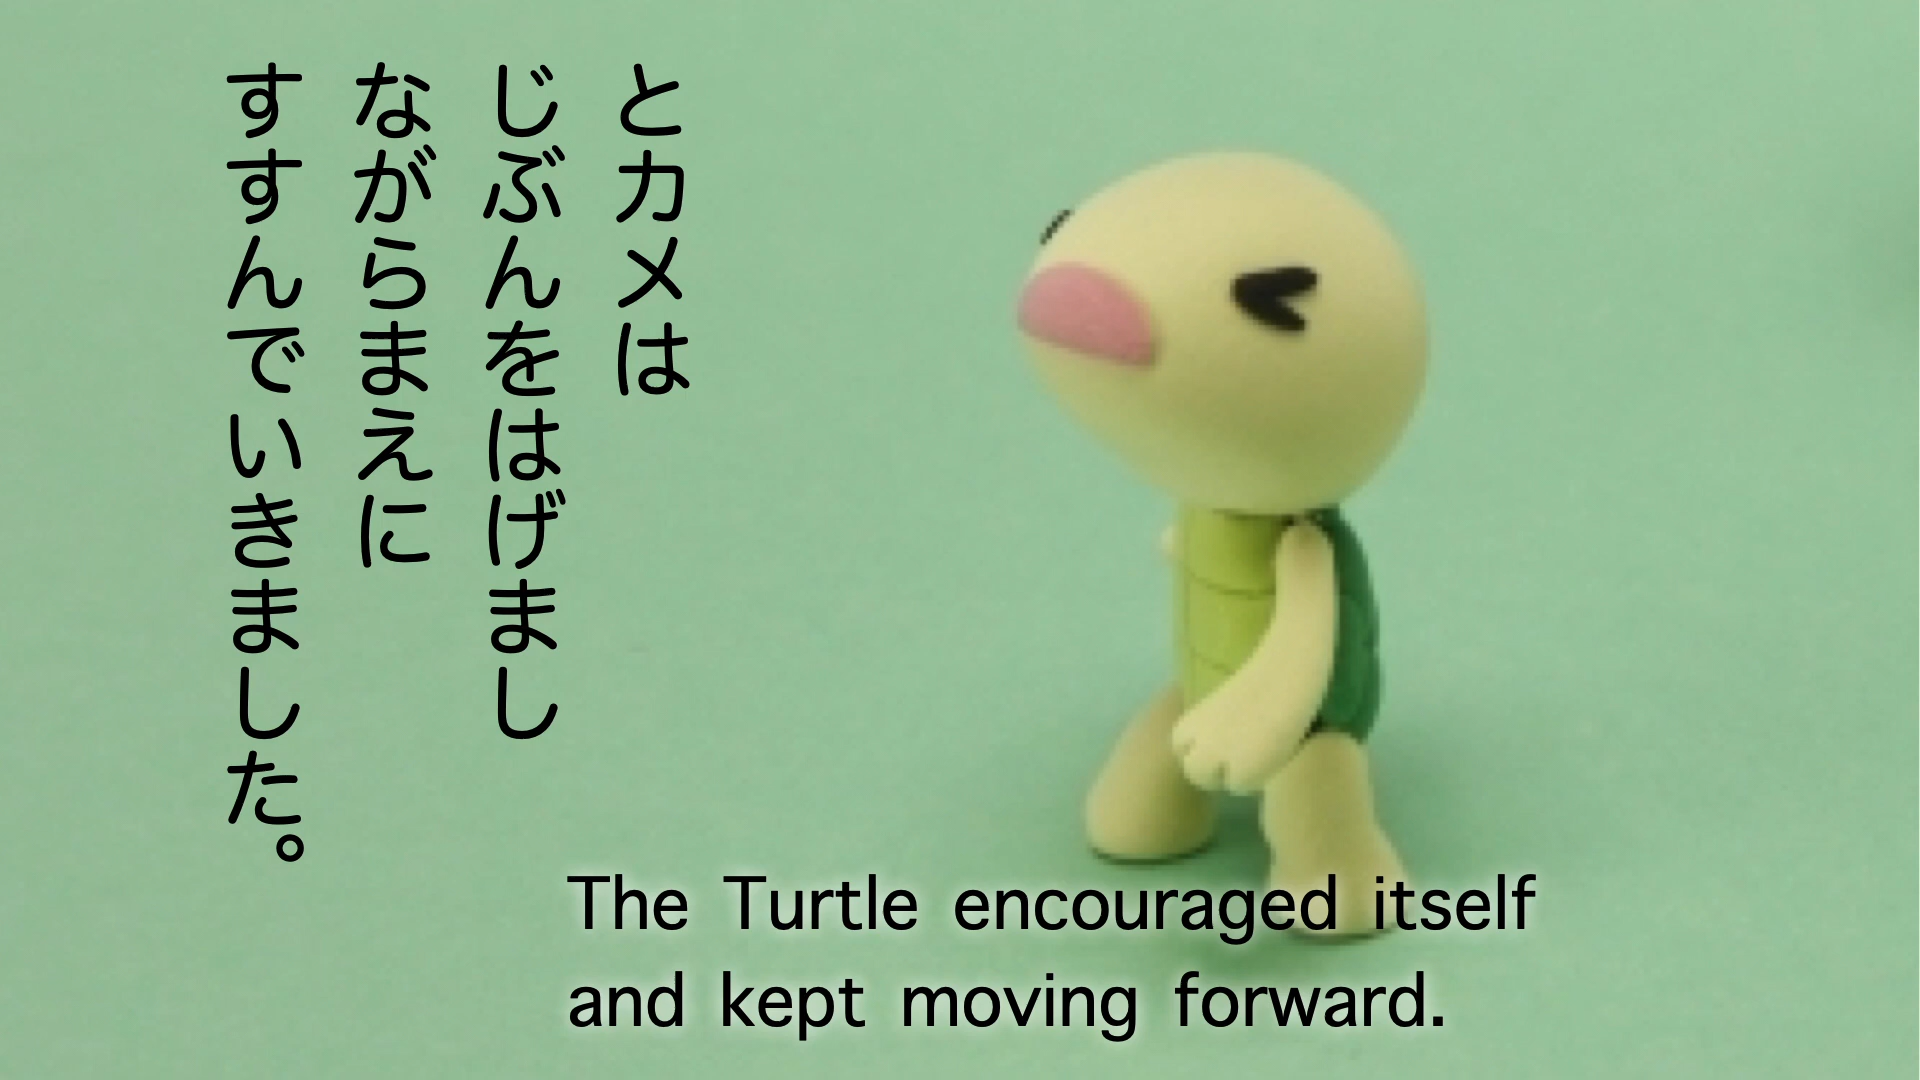 とカメは
じぶんをはげまし
ながらまえに
すすんでいきました。
The Turtle encouraged itself
and kept moving forward.